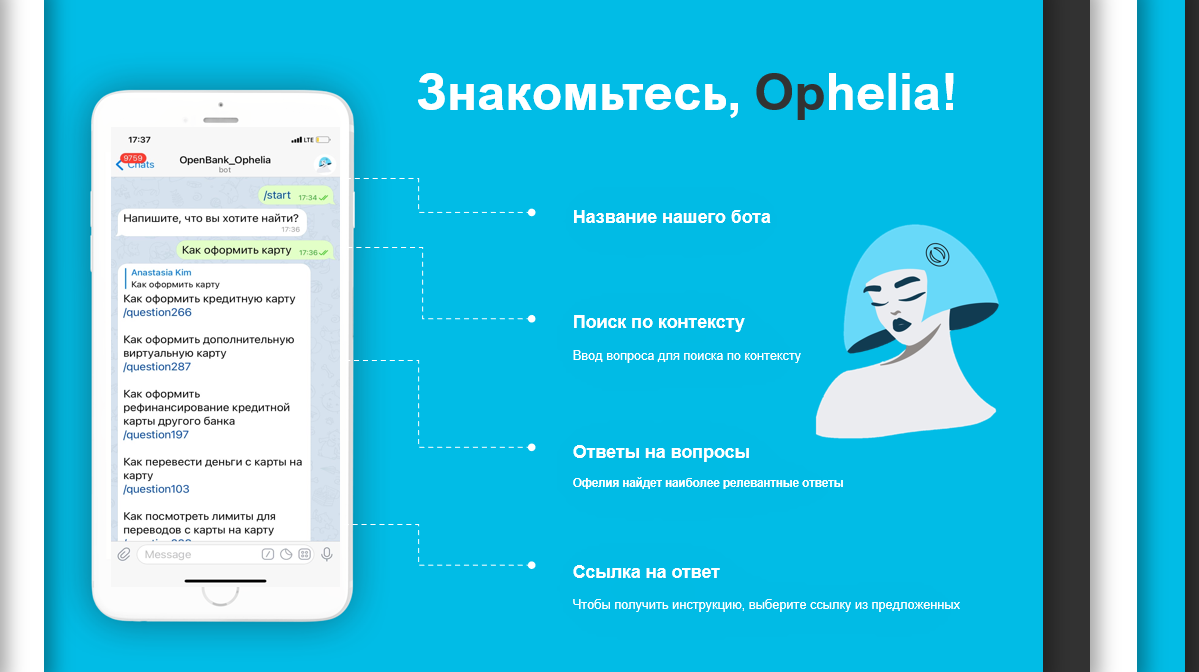 Знакомьтесь, Ophelia!
17:37
LTE
9759
Chats
OpenBank_Ophelia
bot
/start 17:34
Напишите, что вы хотите найти?
17:36
Как оформить карту 17:36
Anastasia Kim
Как оформить карту
Как оформить кредитную карту
/question266
Как оформить дополнительную
виртуальную карту
/question287
Как оформить
рефинансирование кредитной
карты другого банка
/question197
Как перевести деньги с карты на
карту
/question103
Как посмотреть лимиты для
переводов с карты на карту
Message
Название нашего бота
Поиск по контексту
Ввод вопроса для поиска по контексту
Ответы на вопросы
Офелия найдет наиболее релевантные ответы
Ссылка на ответ
Чтобы получить инструкцию, выберите ссылку из предложенных